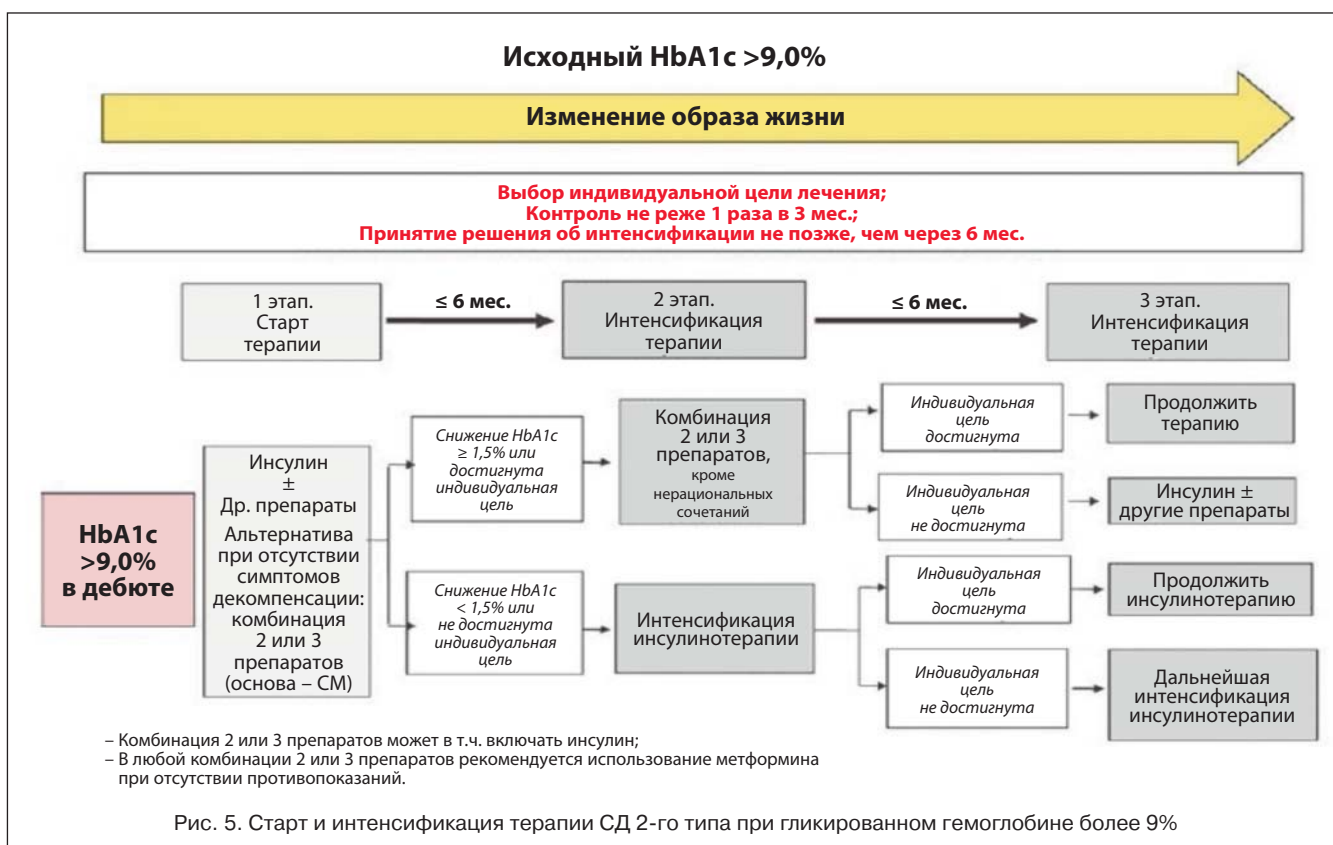 Исходный HbA1c >9,0%
Изменение образа жизни
Выбор индивидуальной цели лечения;
Контроль не реже 1 раза в 3 мес.;
Принятие решения об интенсификации не позже, чем через 6 мес.
1 этап.
Старт
терапии
≤ 6 мес.
2 этап.
Интенсификация
терапии
≤ 6 мес.
3 этап.
Интенсификация
терапии
HbA1c
>9,0%
в дебюте
Инсулин
±
Др. препараты
Альтернатива
при отсутствии
симптомов
декомпенсации:
комбинация
2 или 3
препаратов
(основа – СМ)
Снижение HbA1c
≥ 1,5% или
достигнута
индивидуальная
цель
Комбинация
2 или 3
препаратов,
кроме
нерациональных
сочетаний
Индивидуальная
цель
достигнута
Продолжить
терапию
Индивидуальная
цель
не достигнута
Инсулин ±
другие препараты
Снижение HbA1c
< 1,5% или
не достигнута
индивидуальная
цель
Интенсификация
инсулинотерапии
Индивидуальная
цель
достигнута
Продолжить
инсулинотерапию
Индивидуальная
цель
не достигнута
Дальнейшая
интенсификация
инсулинотерапии
– Комбинация 2 или 3 препаратов может в т.ч. включать инсулин;
– В любой комбинации 2 или 3 препаратов рекомендуется использование метформина
при отсутствии противопоказаний.
Рис. 5. Старт и интенсификация терапии СД 2-го типа при гликированном гемоглобине более 9%